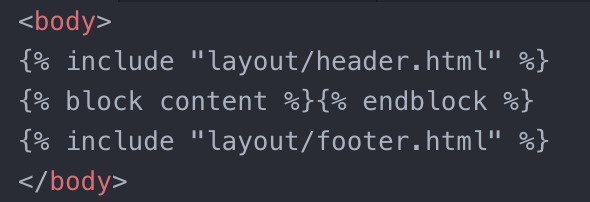 <body>
{% include "layout/header.html" %}
{% block content %}{% endblock %}
{% include "layout/footer.html" %}
</body>